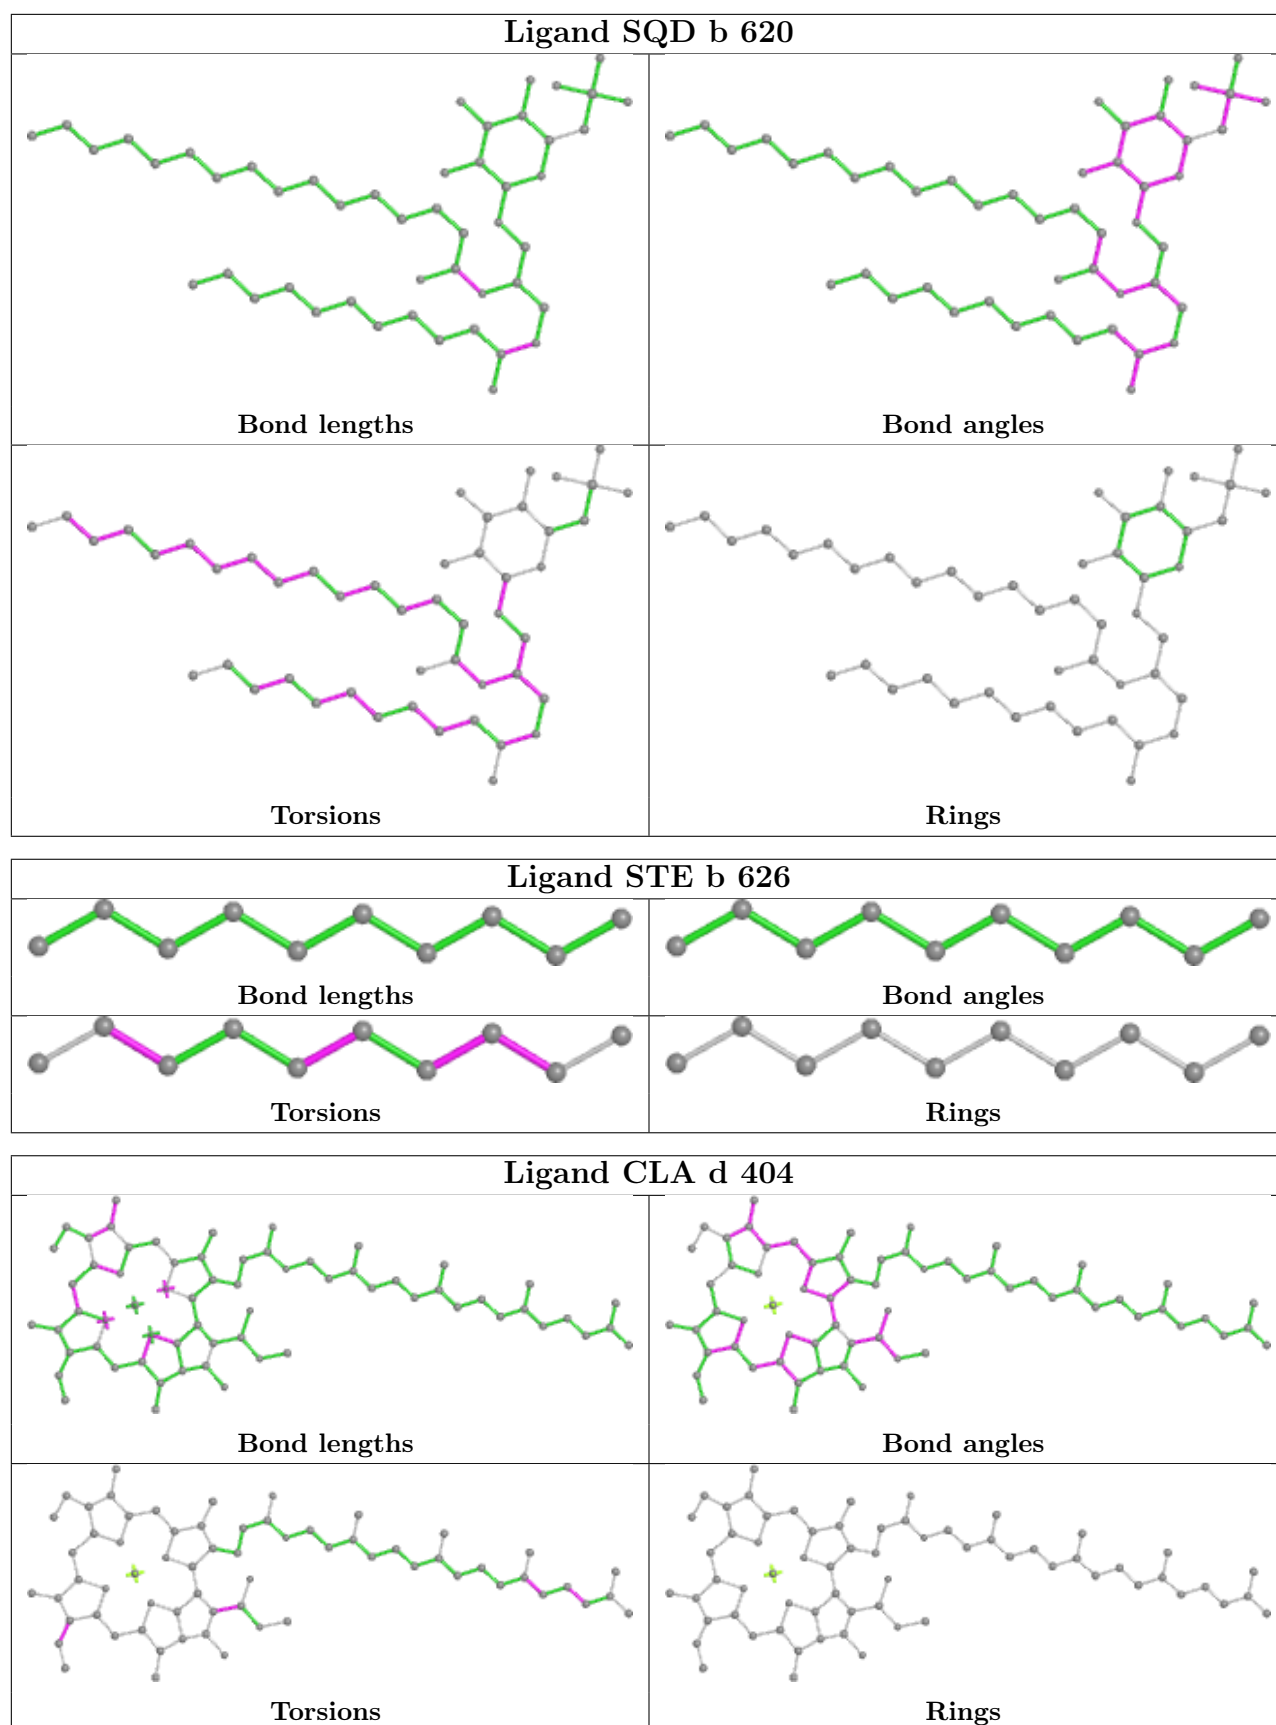 Ligand SQD b 620
Bond lengths
Bond angles
Torsions
Rings
Ligand STE b 626
Bond lengths
Bond angles
Torsions
Rings
Ligand CLA d 404
Bond lengths
Bond angles
Torsions
Rings